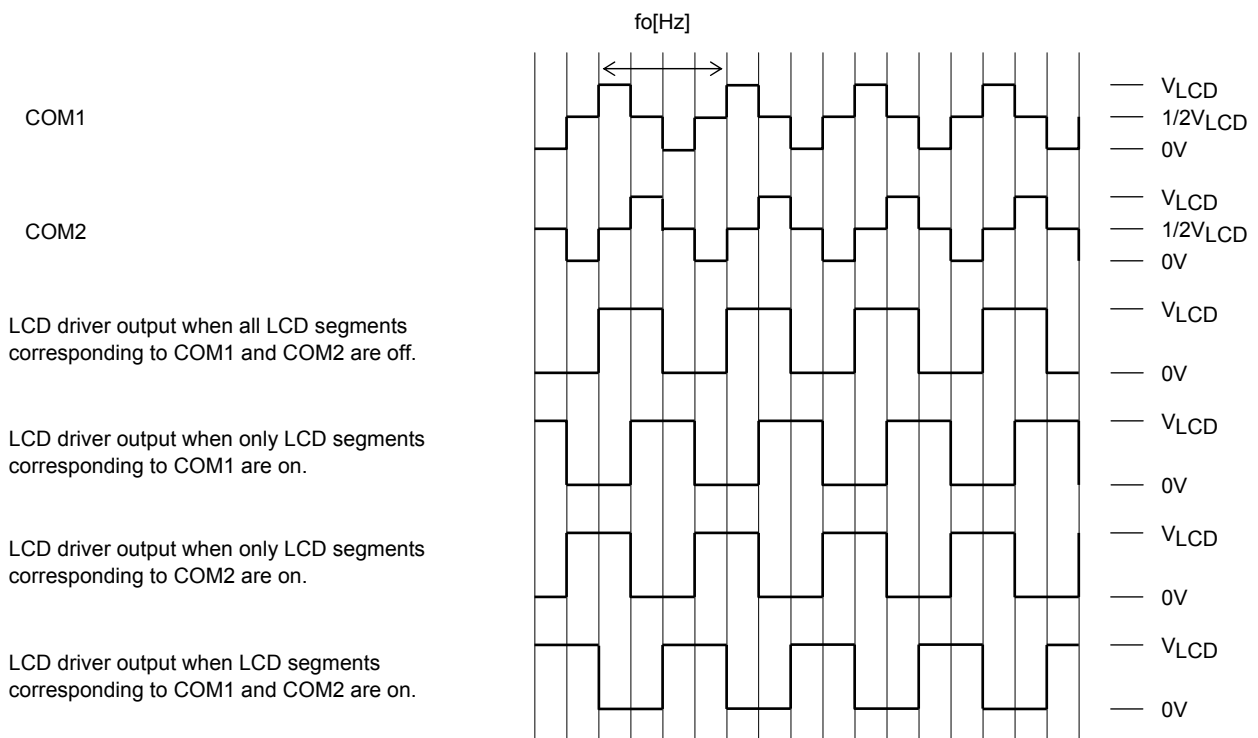 fo[Hz]
COM1
VLCD
1/2VLCD
0V
COM2
VLCD
1/2VLCD
0V
LCD driver output when all LCD segments
corresponding to COM1 and COM2 are off.
VLCD
0V
LCD driver output when only LCD segments
corresponding to COM1 are on.
VLCD
0V
LCD driver output when only LCD segments
corresponding to COM2 are on.
VLCD
0V
LCD driver output when LCD segments
corresponding to COM1 and COM2 are on.
VLCD
0V